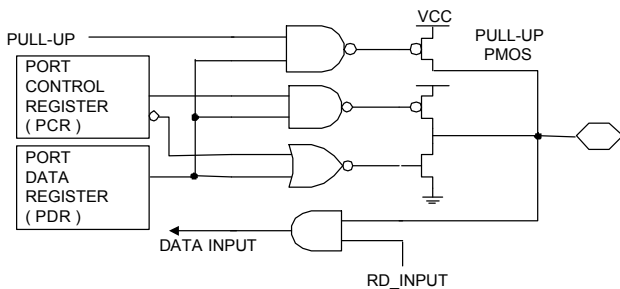 VCC
PULL-UP
PULL-UP
PMOS
PORT
CONTROL
REGISTER
( PCR )
PORT
DATA
REGISTER
( PDR )
DATA INPUT
RD_INPUT